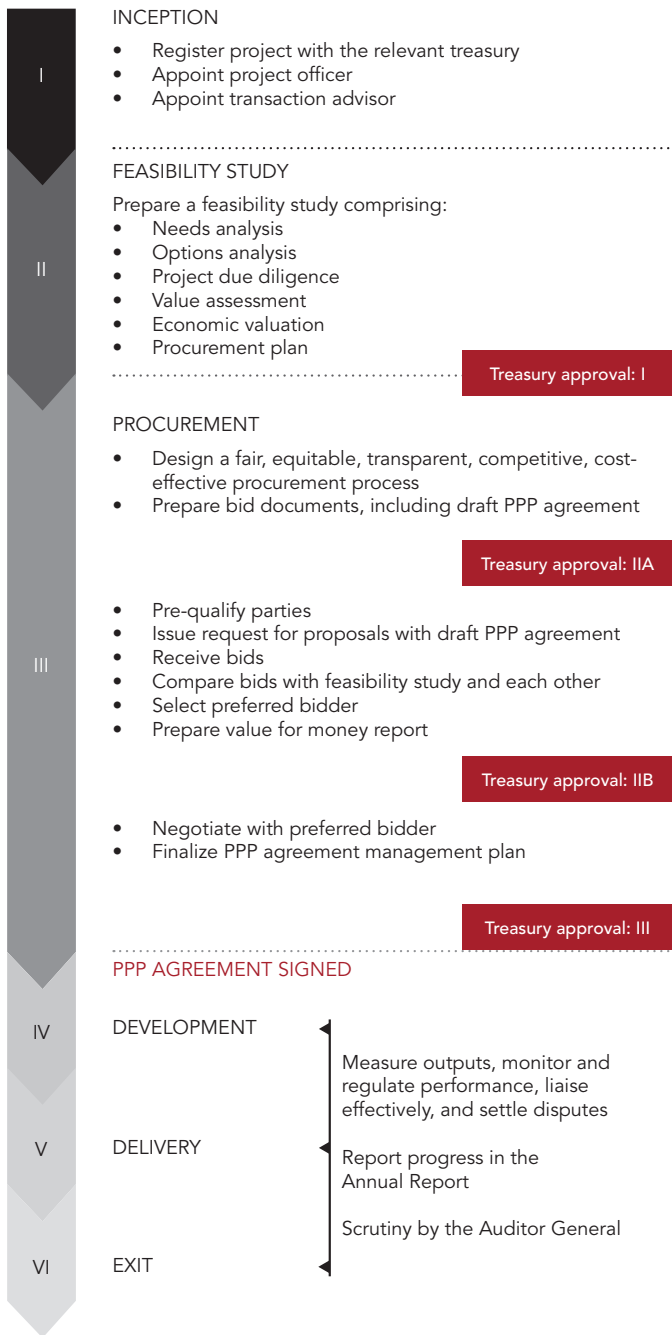 I
INCEPTION
• Register project with the relevant treasury
• Appoint project officer
• Appoint transaction advisor
II
FEASIBILITY STUDY
Prepare a feasibility study comprising:
• Needs analysis
• Options analysis
• Project due diligence
• Value assessment
• Economic valuation
• Procurement plan
Treasury approval: I
III
PROCUREMENT
• Design a fair, equitable, transparent, competitive, cost-
effective procurement process
• Prepare bid documents, including draft PPP agreement
Treasury approval: IIA
• Pre-qualify parties
• Issue request for proposals with draft PPP agreement
• Receive bids
• Compare bids with feasibility study and each other
• Select preferred bidder
• Prepare value for money report
Treasury approval: IIB
• Negotiate with preferred bidder
• Finalize PPP agreement management plan
Treasury approval: III
PPP AGREEMENT SIGNED
IV
DEVELOPMENT
Measure outputs, monitor and
regulate performance, liaise
effectively, and settle disputes
V
DELIVERY
Report progress in the
Annual Report
Scrutiny by the Auditor General
VI
EXIT